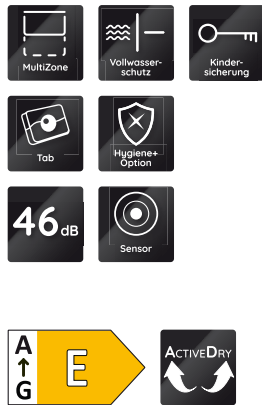 MultiZone
Vollwasser-
schutz
Kinder-
sicherung
Tab
Hygiene+
Option
46dB
Sensor
A
G
E
ACTIVEDRY